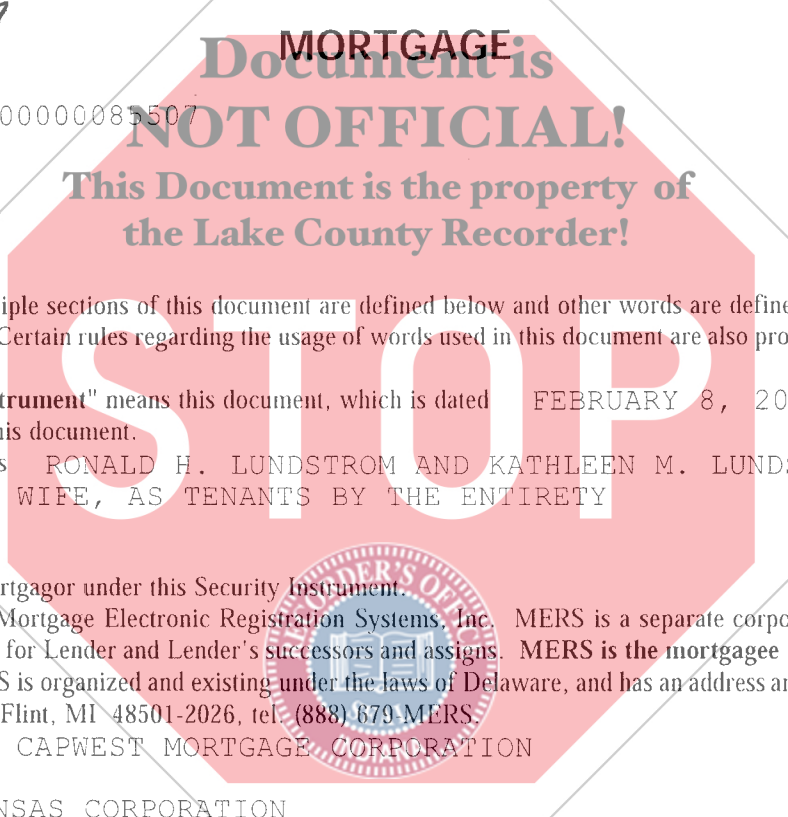 MORTGAGE
Document is
00000085507
NOT OFFICIAL!
This Document is the property of
the Lake County Recorder!
iple sections of this document are defined below and other words are define
Certain rules regarding the usage of words used in this document are also pro
STOP
trument" means this document, which is dated FEBRUARY 8, 20
his document.
s RONALD H. LUNDSTROM AND KATHLEEN M. LUNDS
WIFE, AS TENANTS BY THE ENTIRETY
rtgagor under this Security Instrument.
Mortgage Electronic Registration Systems, Inc. MERS is a separate corpo
for Lender and Lender's successors and assigns. MERS is the mortgagee
S is organized and existing under the laws of Delaware, and has an address an
Flint, MI 48501-2026, tel. (888) 679-MERS.
CAPWEST MORTGAGE CORPORATION
NSAS CORPORATION
RECORDER'S OFFICE
SEAL
INDIANA